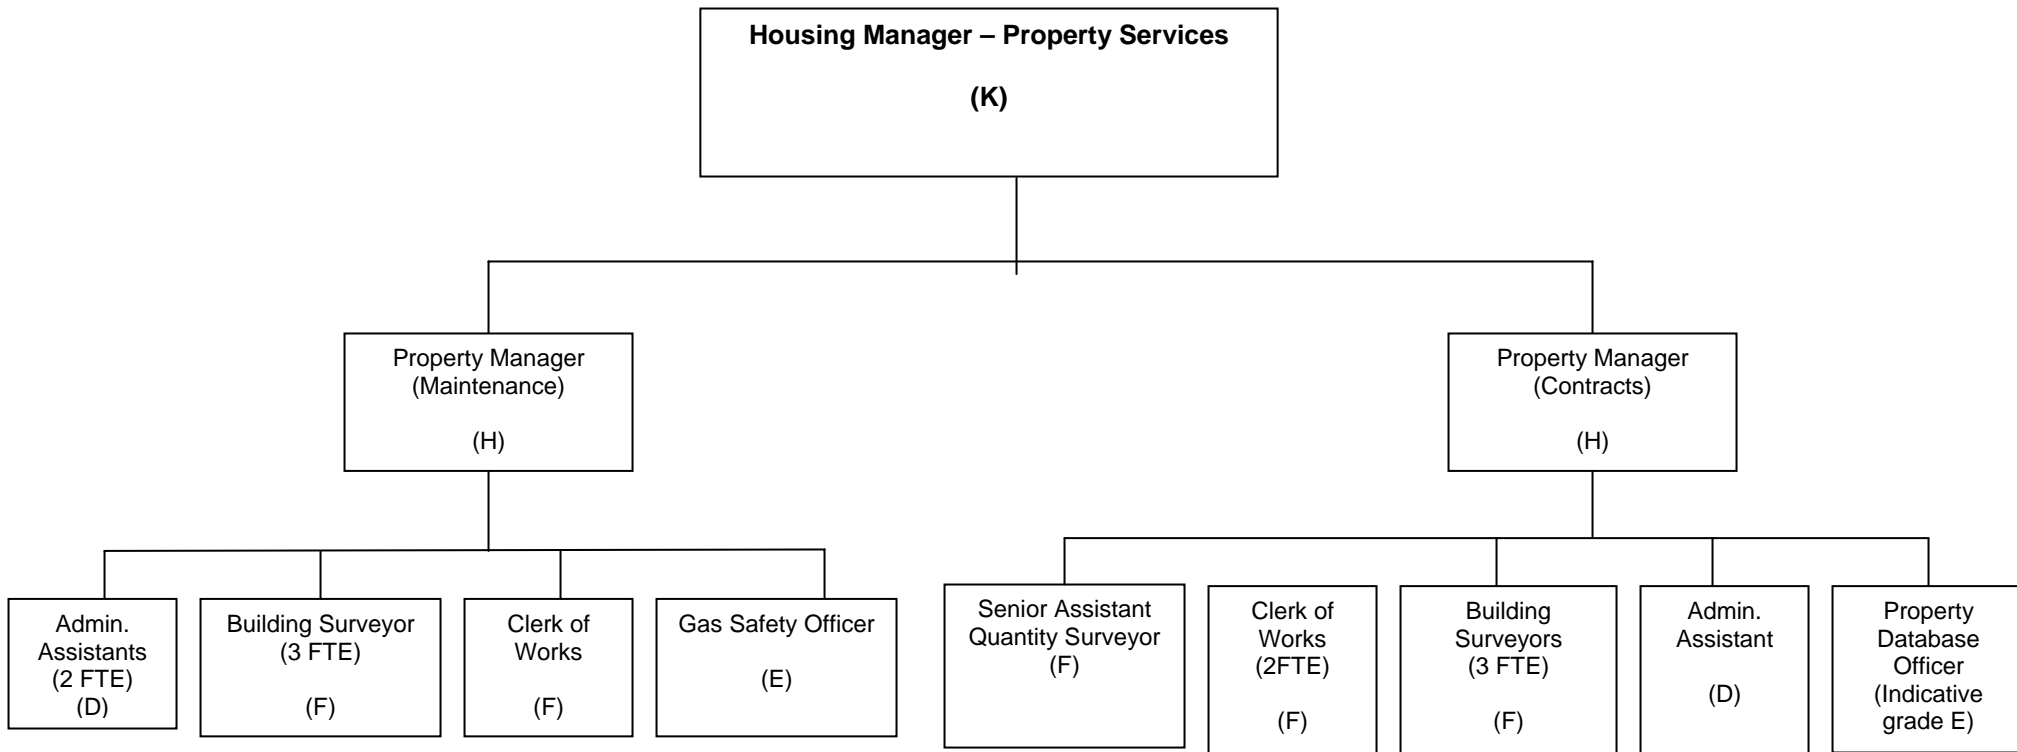 Housing Manager – Property Services
(K)
Property Manager
(Maintenance)
(H)
Property Manager
(Contracts)
(H)
Admin.
Assistants
(2 FTE)
(D)
Building Surveyor
(3 FTE)
(F)
Clerk of
Works
(F)
Gas Safety Officer
(E)
Senior Assistant
Quantity Surveyor
(F)
Clerk of
Works
(2FTE)
(F)
Building
Surveyors
(3 FTE)
(F)
Admin.
Assistant
(D)
Property
Database
Officer
(Indicative
grade E)